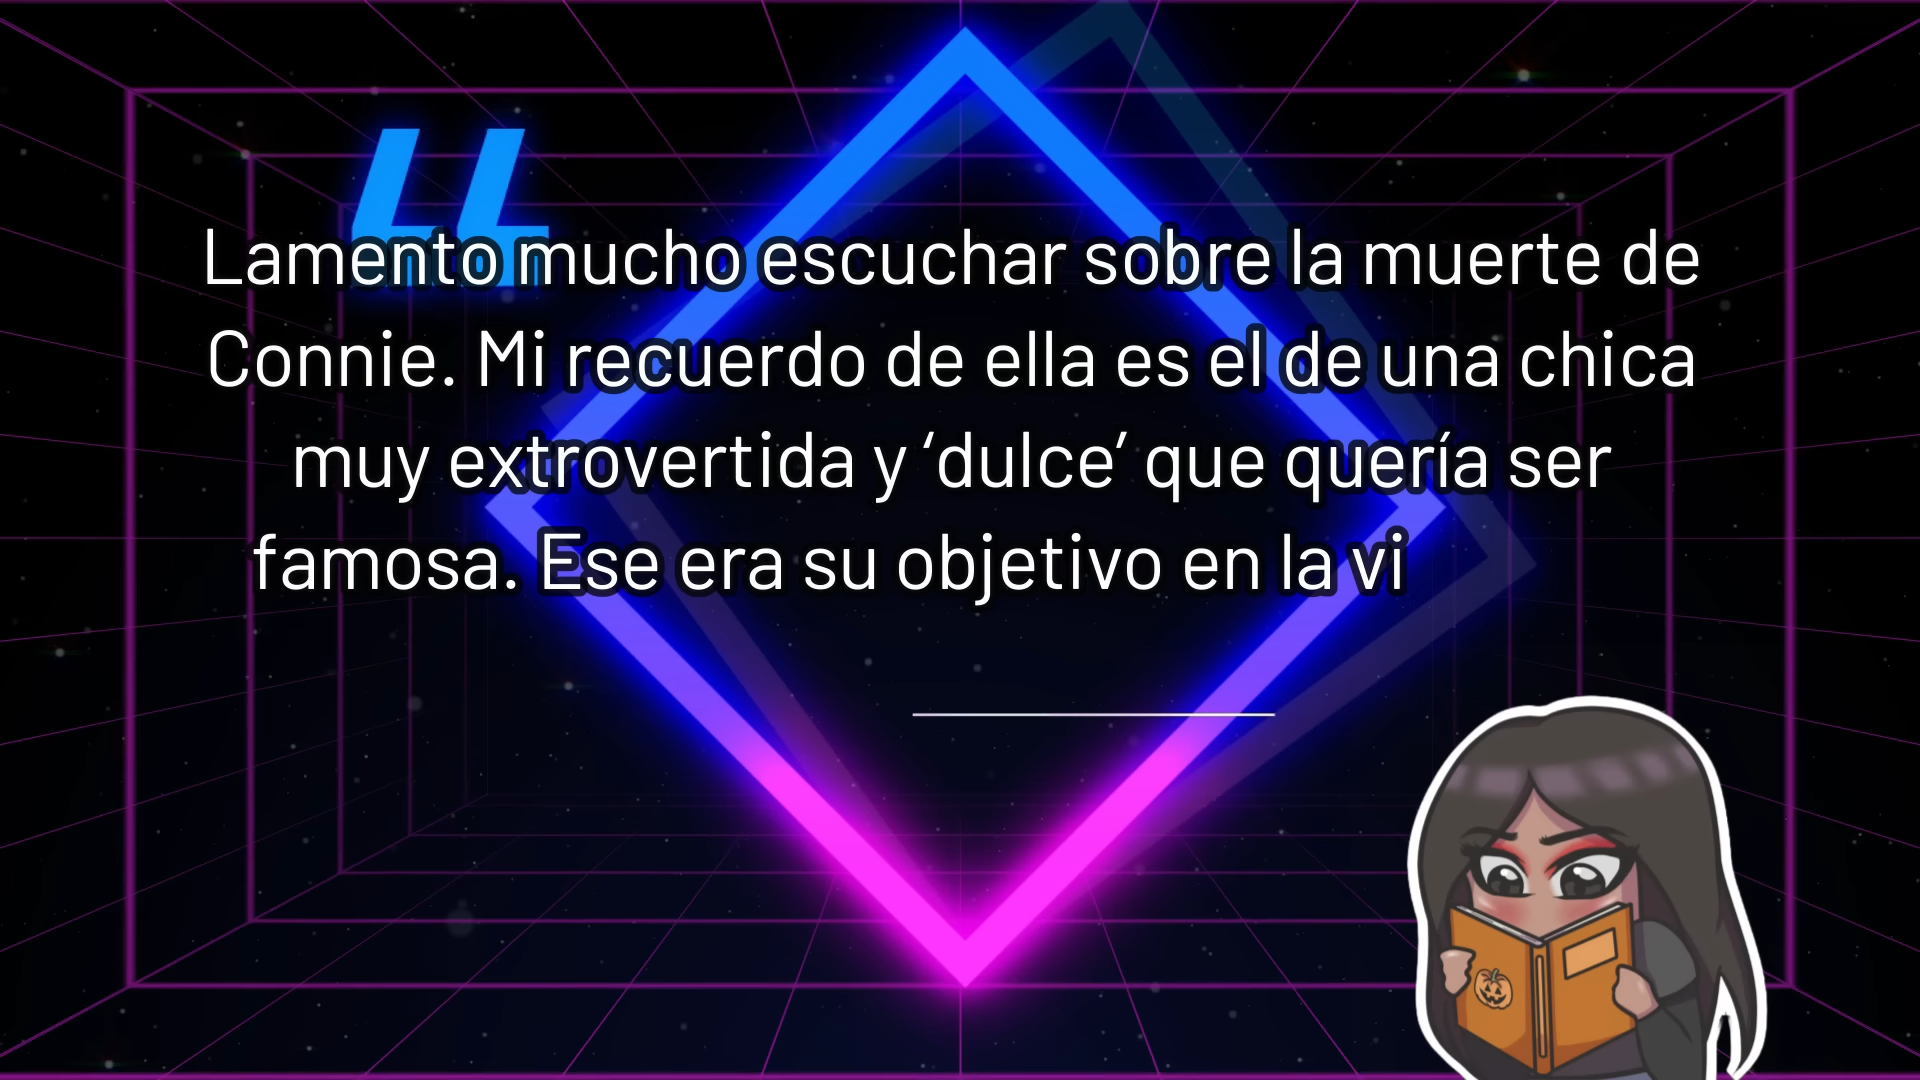 “
Lamento mucho escuchar sobre la muerte de
Connie. Mi recuerdo de ella es el de una chica
muy extrovertida y ‘dulce’ que quería ser
famosa. Ese era su objetivo en la vi